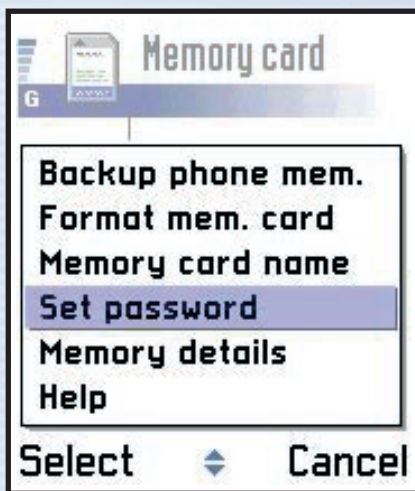 Memory card
G
Backup phone mem.
Format mem. card
Memory card name
Set password
Memory details
Help
Select Cancel